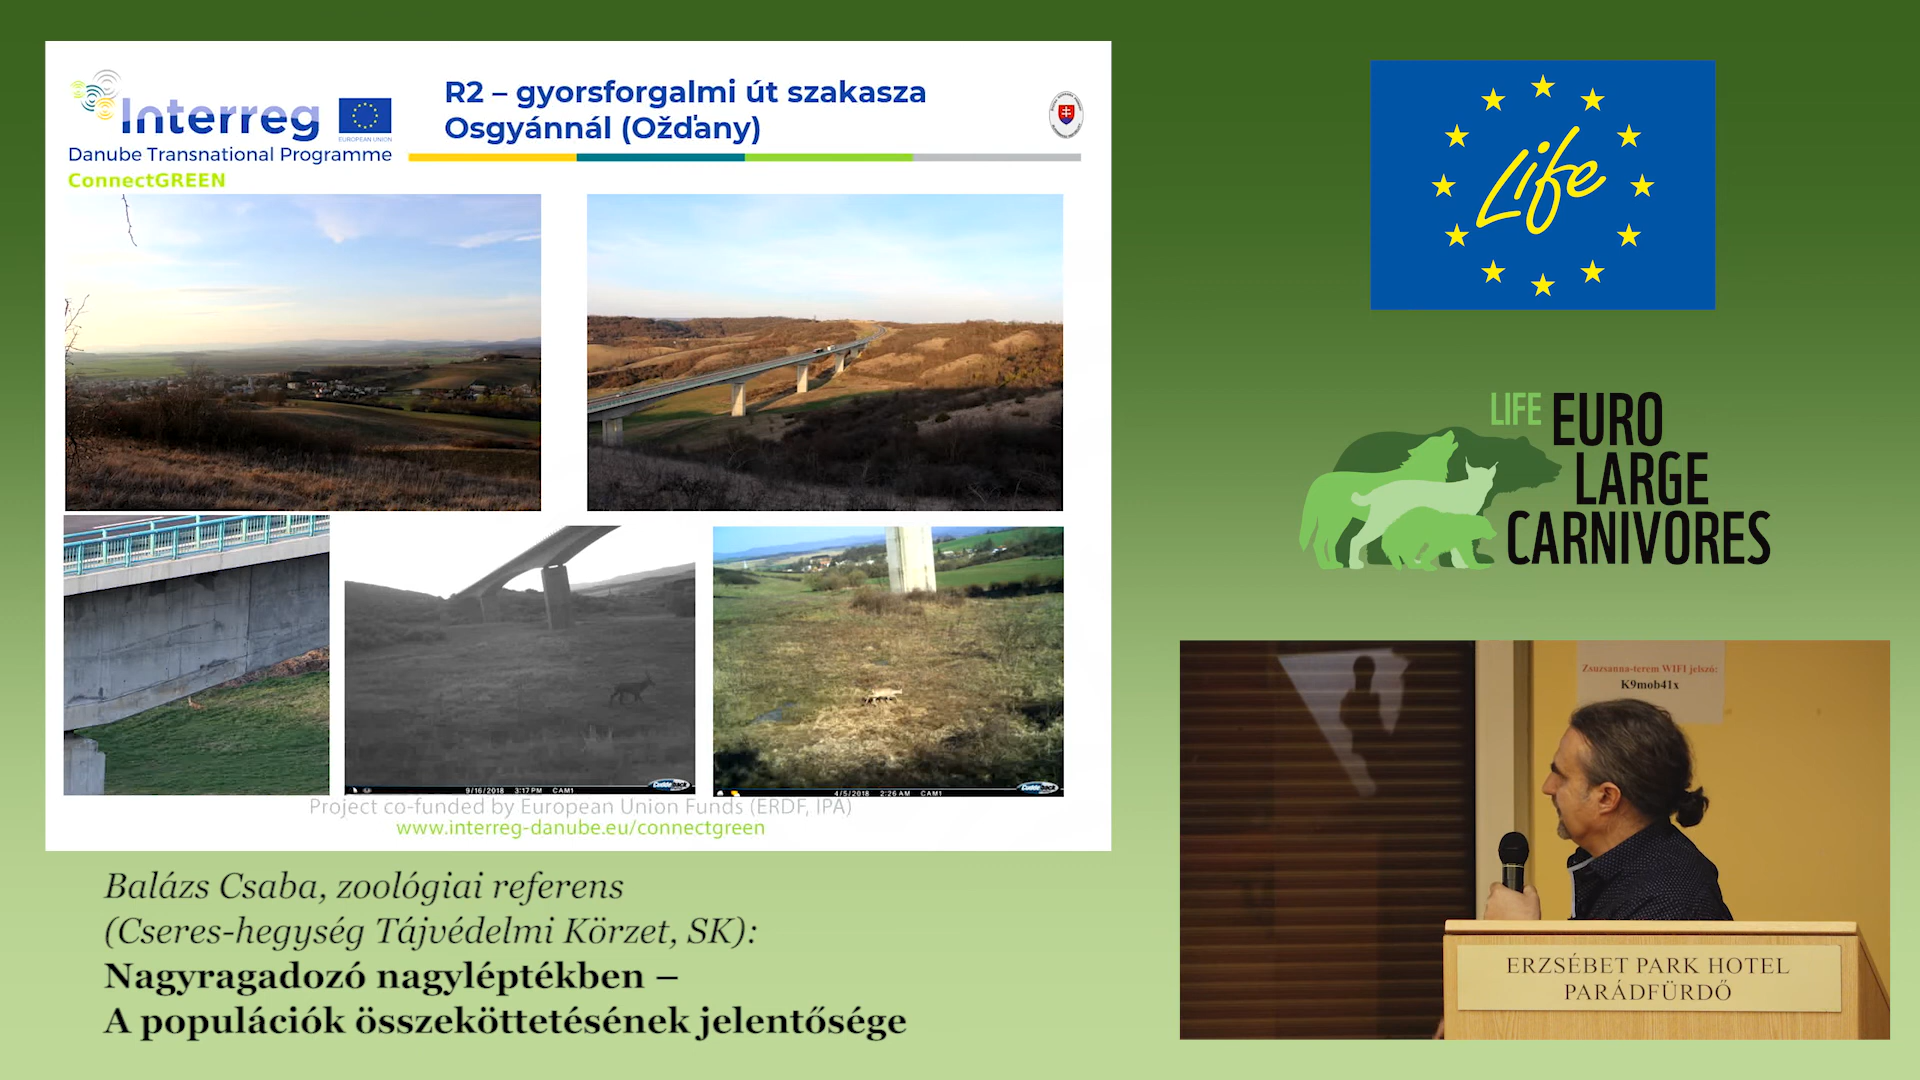 Interreg
EUROPEAN UNION
Danube Transnational Programme
ConnectGREEN
R2 – gyorsforgalmi út szakasza
Osgyánnál (Ožďany)
9/16/2018 3:17 PM CAM1
Cuddeback
4/5/2018 2:26 AM CAM1
Cuddeback
Project co-funded by European Union Funds (ERDF, IPA)
www.interreg-danube.eu/connectgreen
Balázs Csaba, zoológiai referens
(Cseres-hegység Tájvédelmi Körzet, SK):
Nagyragadozó nagyléptékben –
A populációk összeköttetésének jelentősége
Life
LIFE EURO
LARGE
CARNIVORES
Zsuzsanna-terem WIFI jelszó:
K9mob41x
ERZSÉBET PARK HOTEL
PARÁDFÜRDŐ